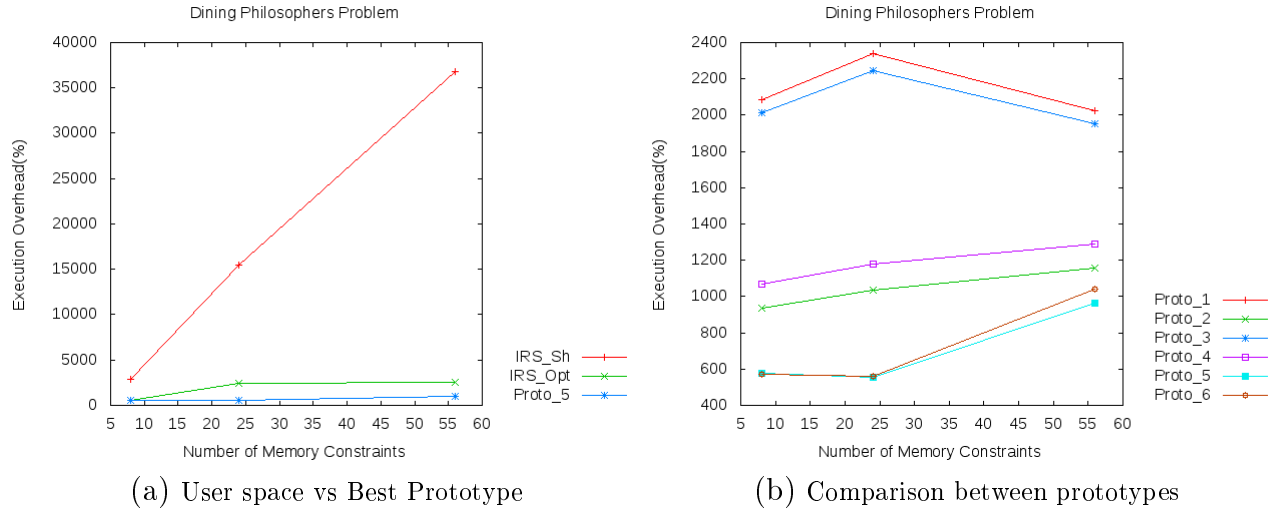 Dining Philosophers Problem
Execution Overhead(%)
40000
35000
30000
25000
20000
15000
10000
5000
0
5 10 15 20 25 30 35 40 45 50 55 60
Number of Memory Constraints
IRS_Sh
IRS_Opt
Proto_5
(a) User space vs Best Prototype
Dining Philosophers Problem
Execution Overhead(%)
2400
2200
2000
1800
1600
1400
1200
1000
800
600
400
5 10 15 20 25 30 35 40 45 50 55 60
Number of Memory Constraints
Proto_1
Proto_2
Proto_3
Proto_4
Proto_5
Proto_6
(b) Comparison between prototypes